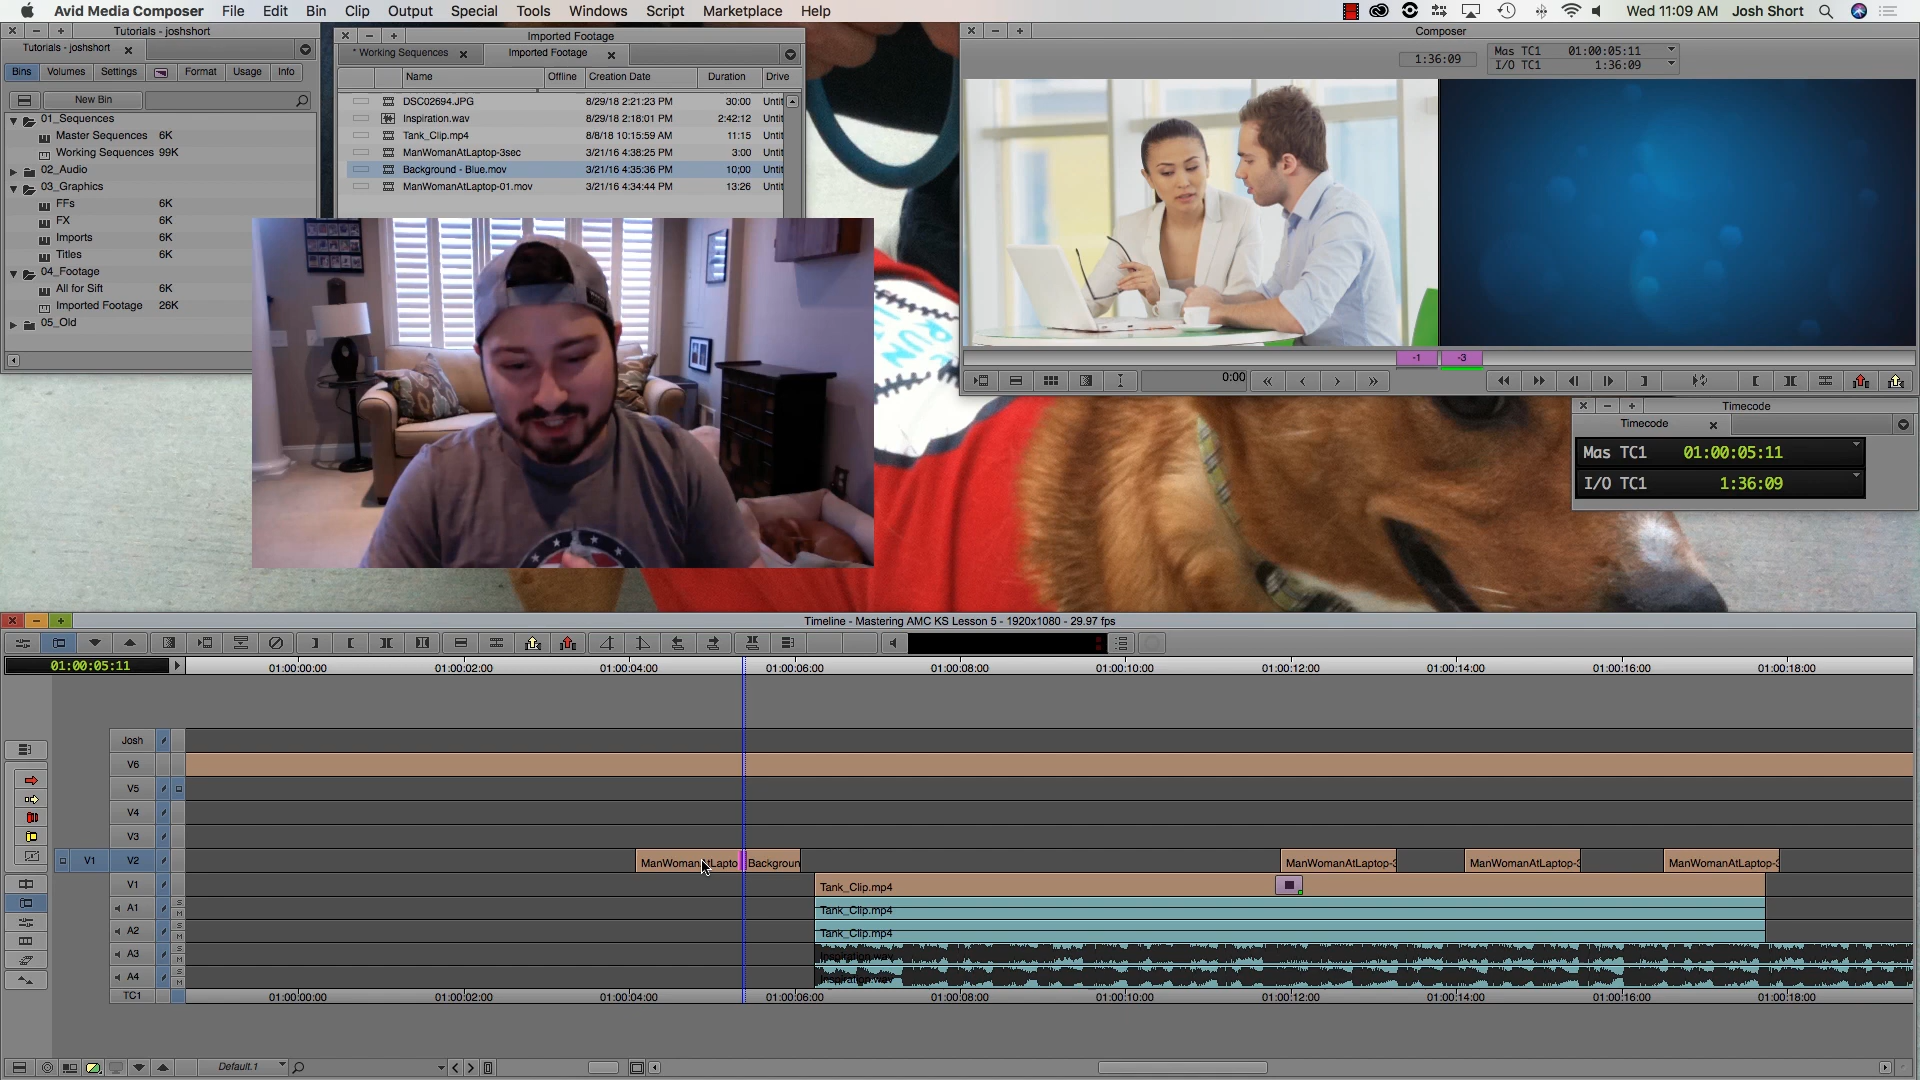 Avid Media Composer File Edit Bin Clip Output Special Tools Timeline Windows Script Marketplace Help Wed 11:09 AM Josh Short
Tutorials - joshshort
Tutorials - joshshort
Bins Volumes Settings Format Usage Info
New Bin
01_Sequences
Master Sequences 6K
Working Sequences 99K
02_Audio
03_Graphics
FFs 6K
FX 6K
Imports 6K
Titles 6K
04_Footage
All for Sift 6K
Imported Footage 26K
05_Old
Imported Footage
* Working Sequences Imported Footage
Name Offline Creation Date Duration Drive
DSC02694.JPG 8/29/18 2:21:23 PM 30:00 Untit
Inspiration.wav 8/29/18 2:18:01 PM 2:42:12 Untit
Tank_Clip.mp4 8/8/18 10:15:59 AM 11:15 Untit
ManWomanAtLaptop-3sec 3/21/16 4:38:25 PM 3:00 Untit
Background - Blue.mov 3/21/16 4:35:36 PM 10;00 Untit
ManWomanAtLaptop-01.mov 3/21/16 4:34:44 PM 13:26 Untit
Composer
1:36:09
Mas TC1 01:00:05:11
I/O TC1 1:36:09
-1 -3
0:00
Timecode
Timecode
Mas TC1 01:00:05:11
I/O TC1 1:36:09
Timeline - Mastering AMC KS Lesson 5 - 1920x1080 - 29.97 fps
01:00:05:11
01:00:00:00 01:00:02:00 01:00:04:00 01:00:06:00 01:00:08:00 01:00:10:00 01:00:12:00 01:00:14:00 01:00:16:00 01:00:18:00
Josh
V6
V5
V4
V3
V1 V2 ManWomanAtLapto Backgroun ManWomanAtLaptop-3 ManWomanAtLaptop-3 ManWomanAtLaptop-3
V1 Tank_Clip.mp4
A1 S M Tank_Clip.mp4
A2 S M Tank_Clip.mp4
A3 S M Inspiration.wav
A4 S M Inspiration.wav
TC1 01:00:00:00 01:00:02:00 01:00:04:00 01:00:06:00 01:00:08:00 01:00:10:00 01:00:12:00 01:00:14:00 01:00:16:00 01:00:18:00
Default.1